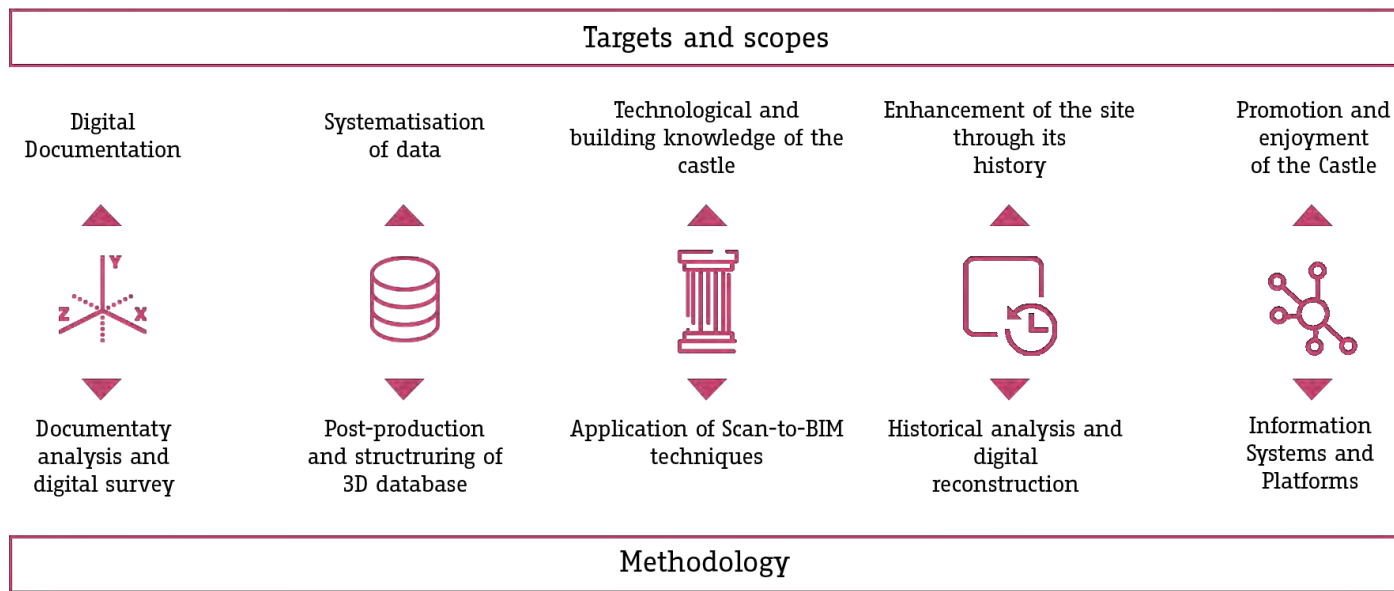 Targets and scopes
Digital
Documentation
Systematisation
of data
Technological and
building knowledge of the
castle
Enhancement of the site
through its
history
Promotion and
enjoyment
of the Castle
Y
Z
X
Documentaty
analysis and
digital survey
Post-production
and structruring of
3D database
Application of Scan-to-BIM
techniques
Historical analysis and
digital
reconstruction
Information
Systems and
Platforms
Methodology